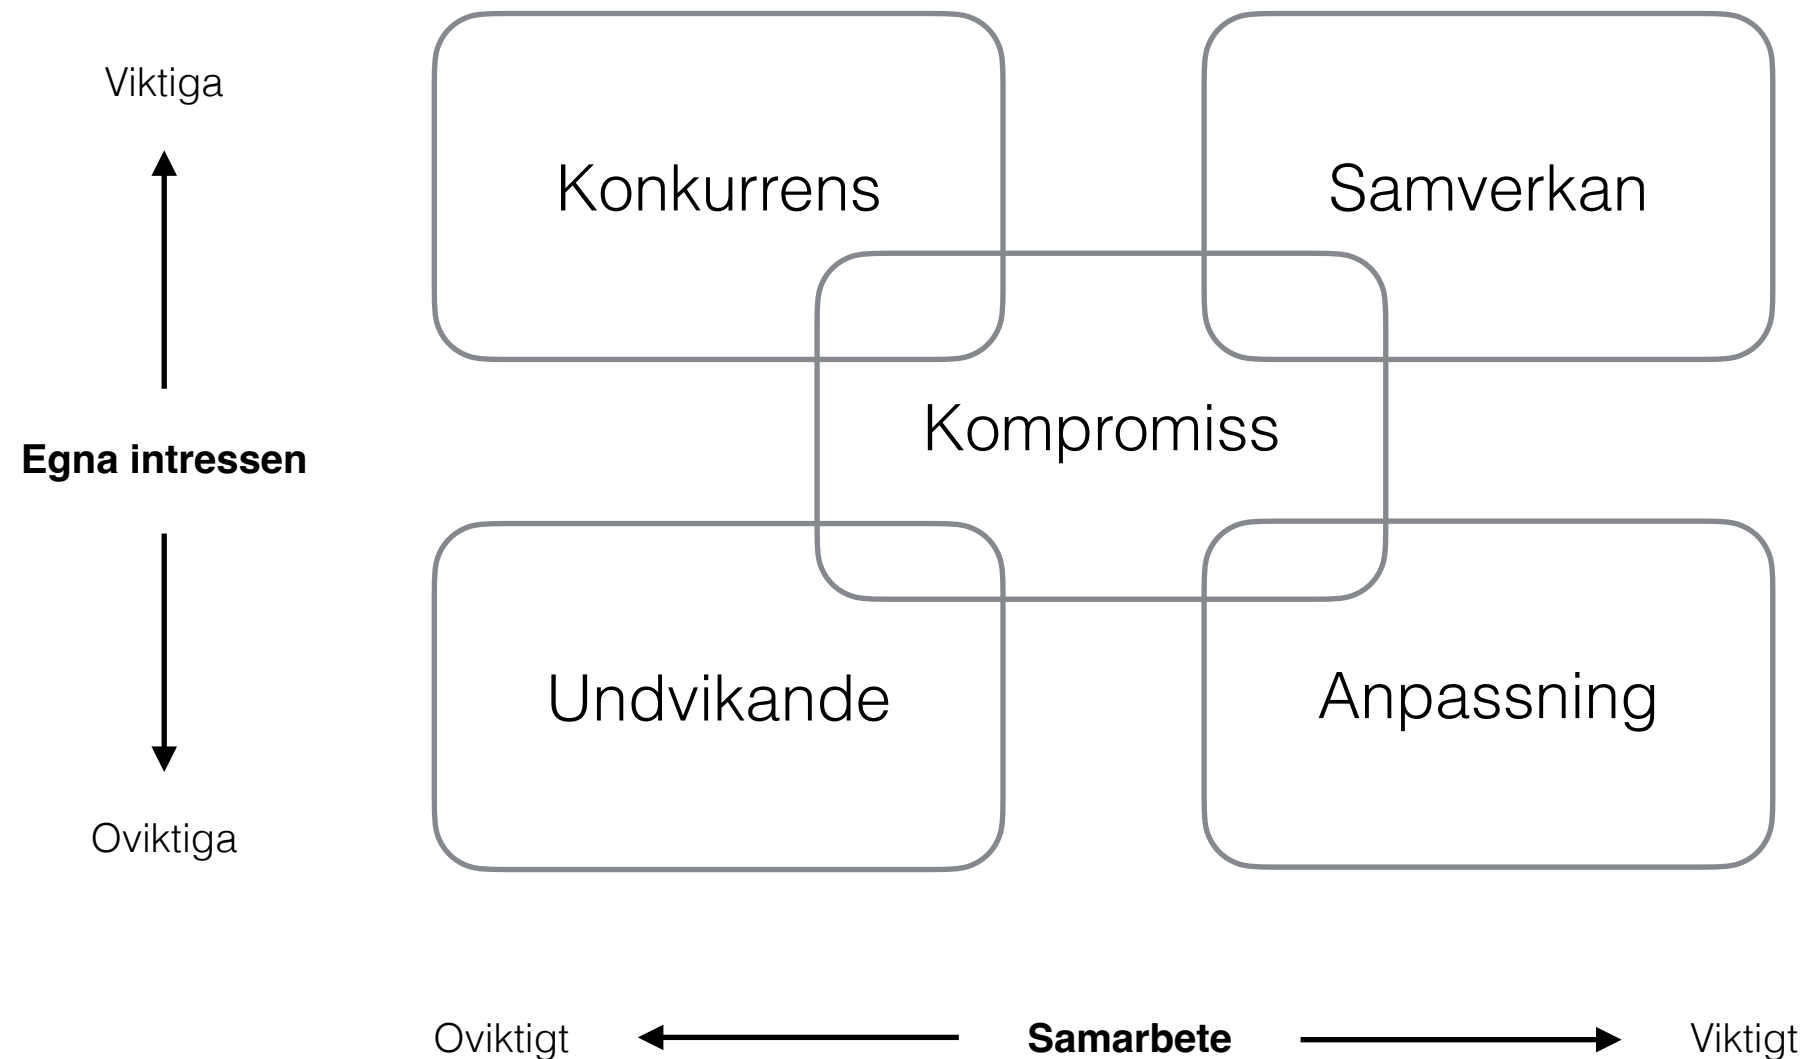 Viktiga
Konkurrens
Samverkan
Kompromiss
Egna intressen
Undvikande
Anpassning
Oviktiga
Oviktigt
Samarbete
Viktigt